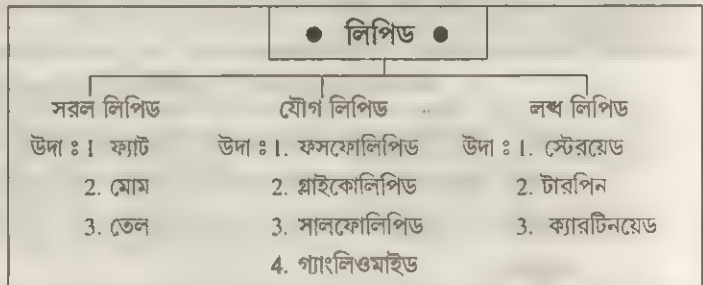 ● লিপিড ●
সরল লিপিড যৌগ লিপিড লব্ধ লিপিড
উদা ঃ 1. ফ্যাট উদা ঃ 1. ফসফোলিপিড উদা ঃ 1. স্টেরয়েড
2. মোম 2. গ্লাইকোলিপিড 2. টারপিন
3. তেল 3. সালফোলিপিড 3. ক্যারটিনয়েড
4. গ্যাংলিওমাইড